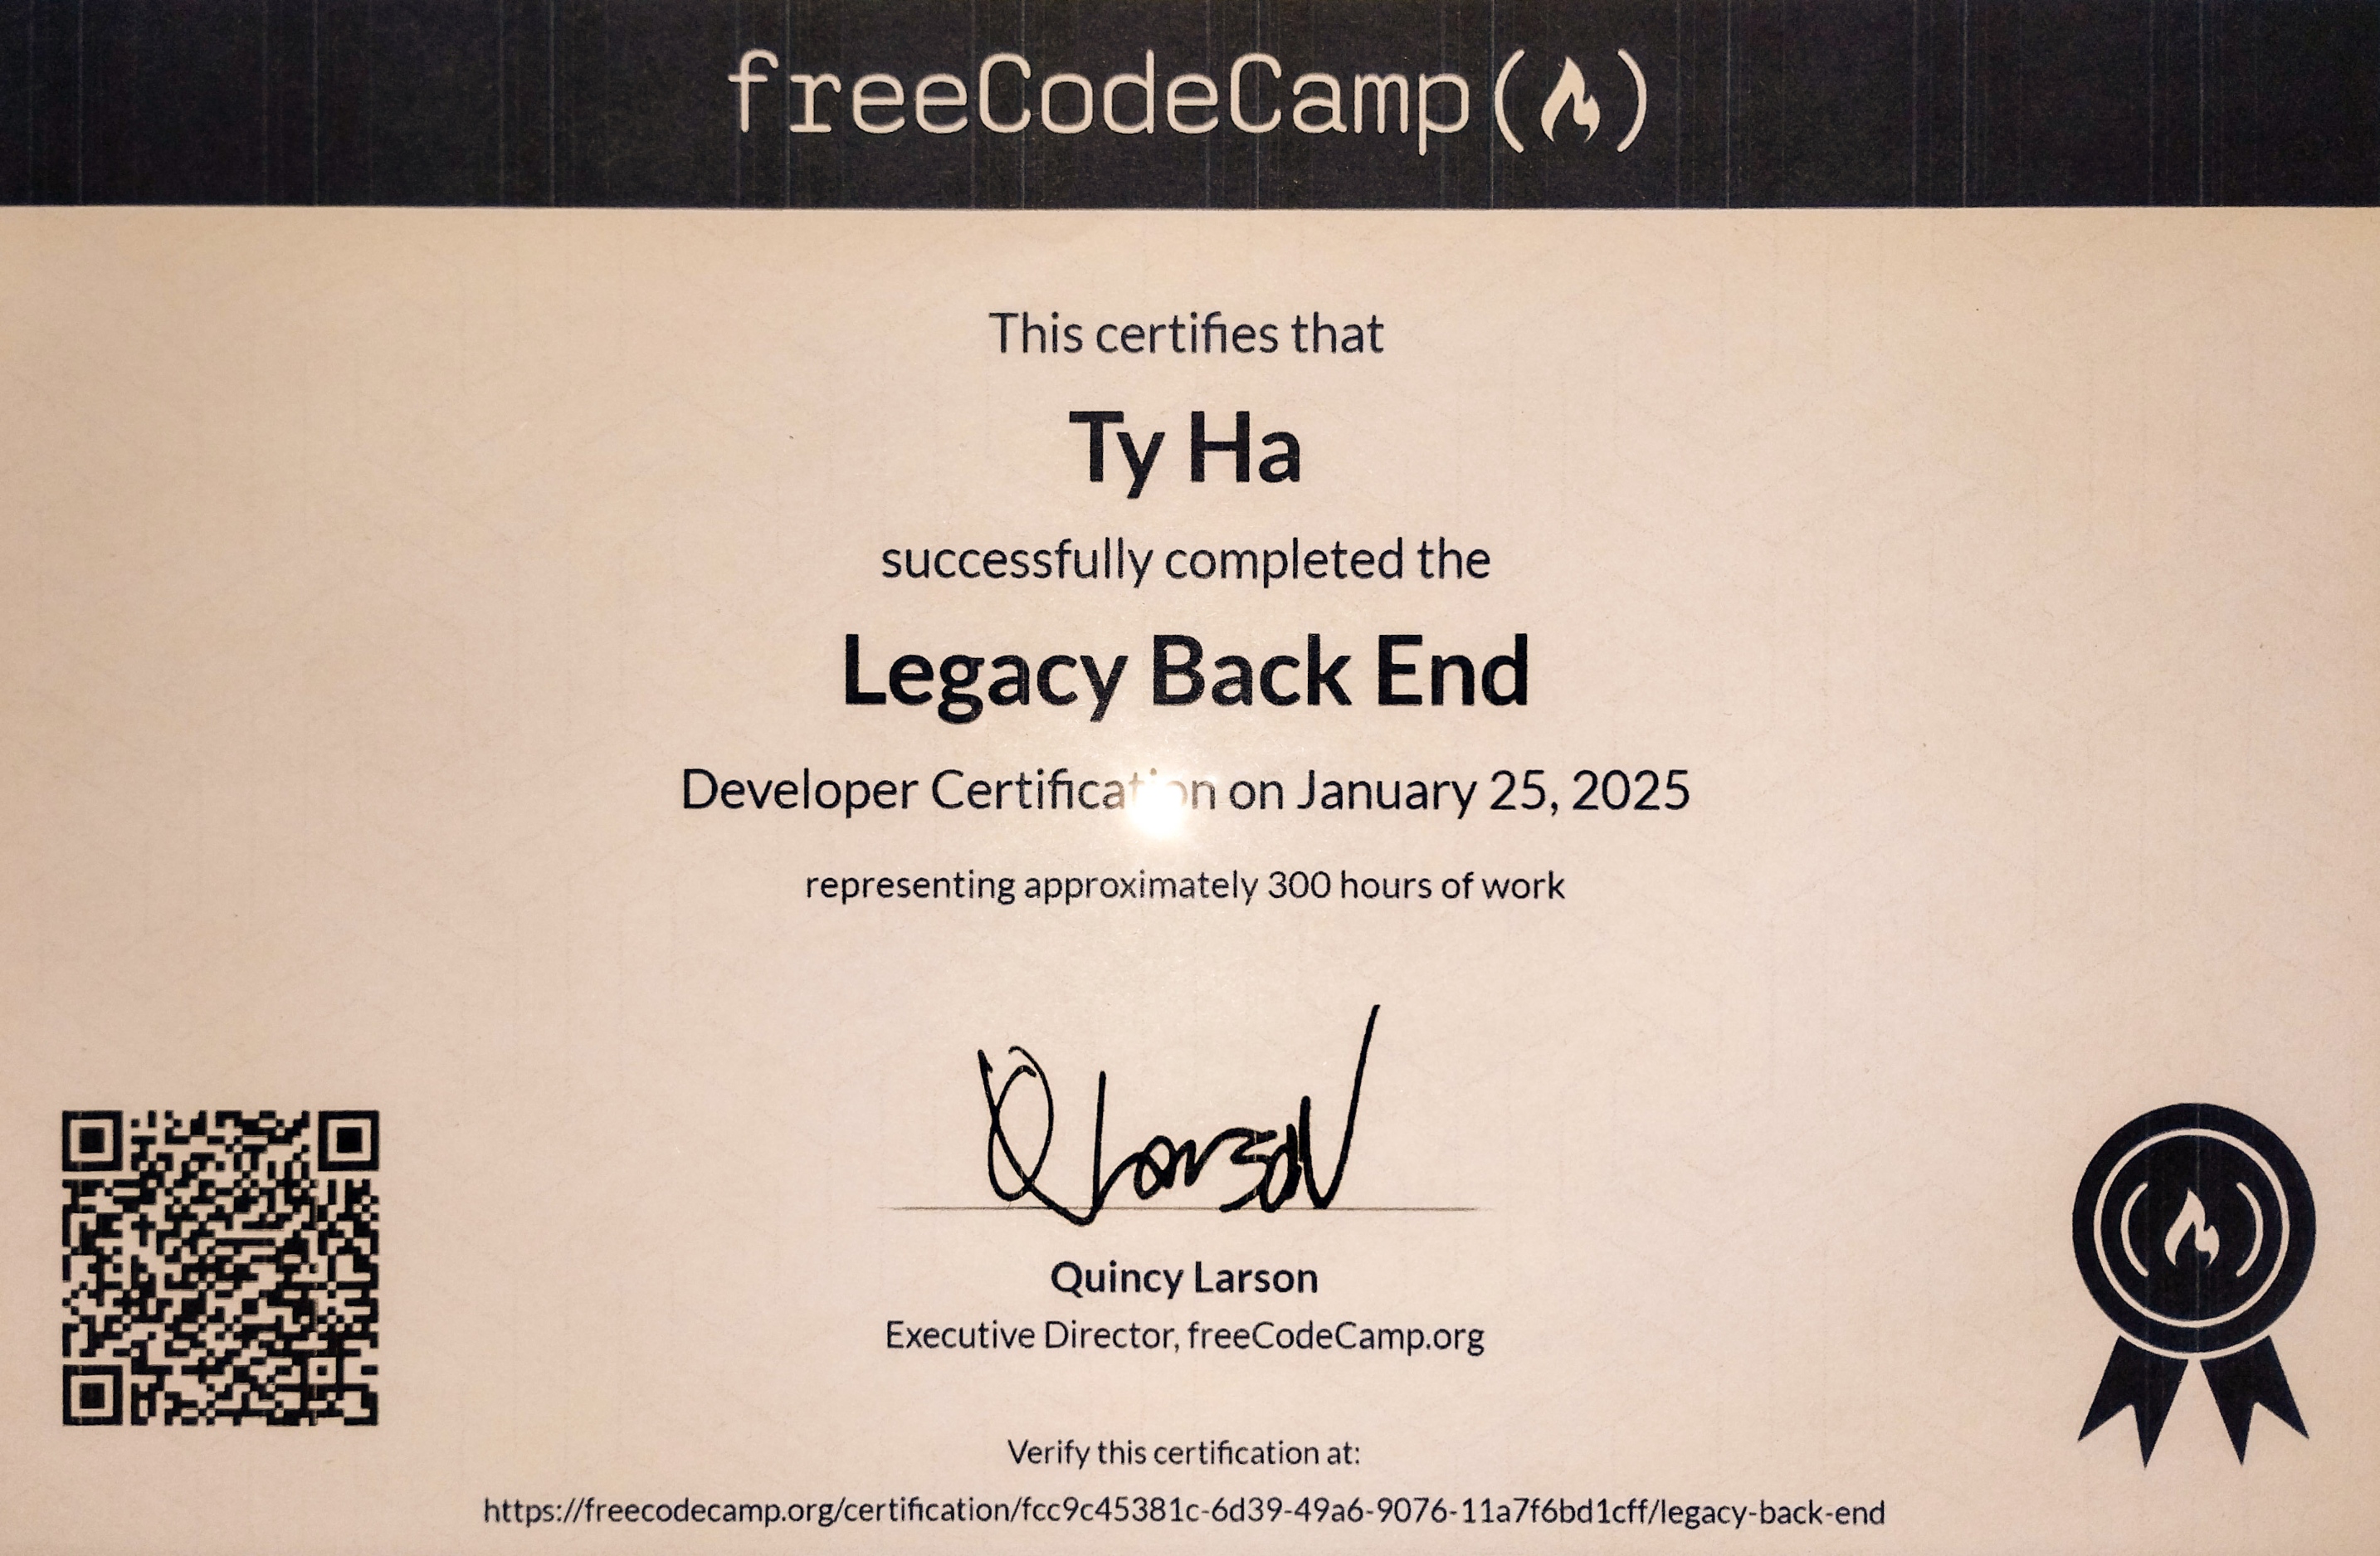 freeCodeCamp(🔥)
This certifies that
Ty Ha
successfully completed the
Legacy Back End
Developer Certification on January 25, 2025
representing approximately 300 hours of work
Q Larson
Quincy Larson
Executive Director, freeCodeCamp.org
Verify this certification at:
https://freecodecamp.org/certification/fcc9c45381c-6d39-49a6-9076-11a7f6bd1cff/legacy-back-end